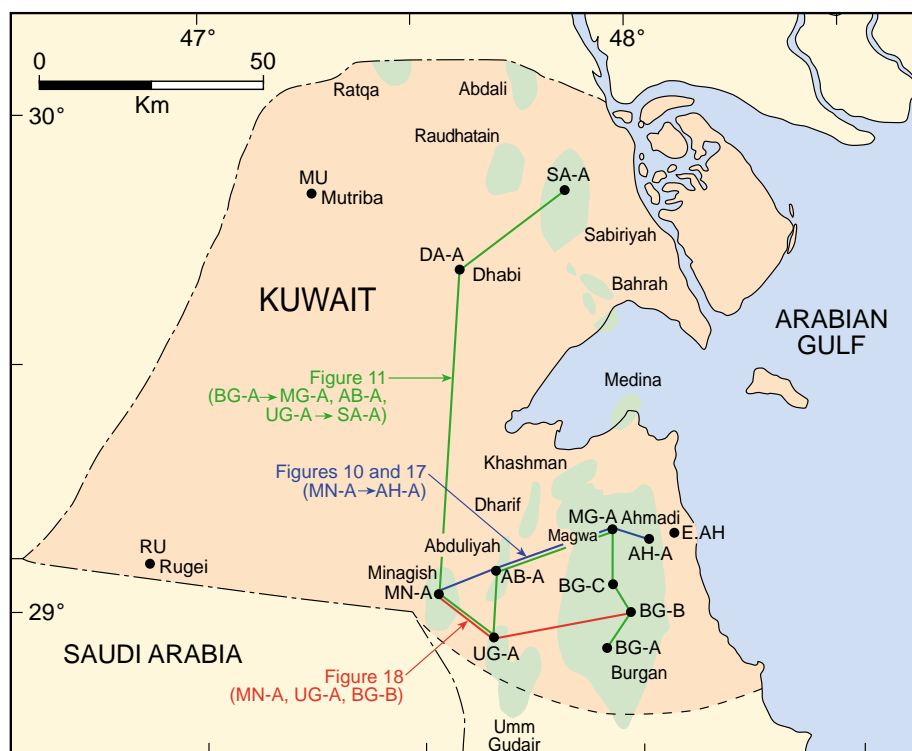 47°
48°
0
50
Km
Ratqa
Abdali
30°
Raudhatain
MU
Mutriba
SA-A
Sabiriyah
DA-A
Dhabi
KUWAIT
Bahrah
ARABIAN
GULF
Figure 11
(BG-A→MG-A, AB-A,
UG-A→SA-A)
Medina
Khashman
Figures 10 and 17
(MN-A→AH-A)
Dharif
MG-A
Ahmadi
E.AH
Magwa
AH-A
RU
Rugei
Abduliyah
Minagish
AB-A
MN-A
BG-C
29°
BG-B
SAUDI ARABIA
UG-A
BG-A
Burgan
Figure 18
(MN-A, UG-A, BG-B)
Umm
Gudair